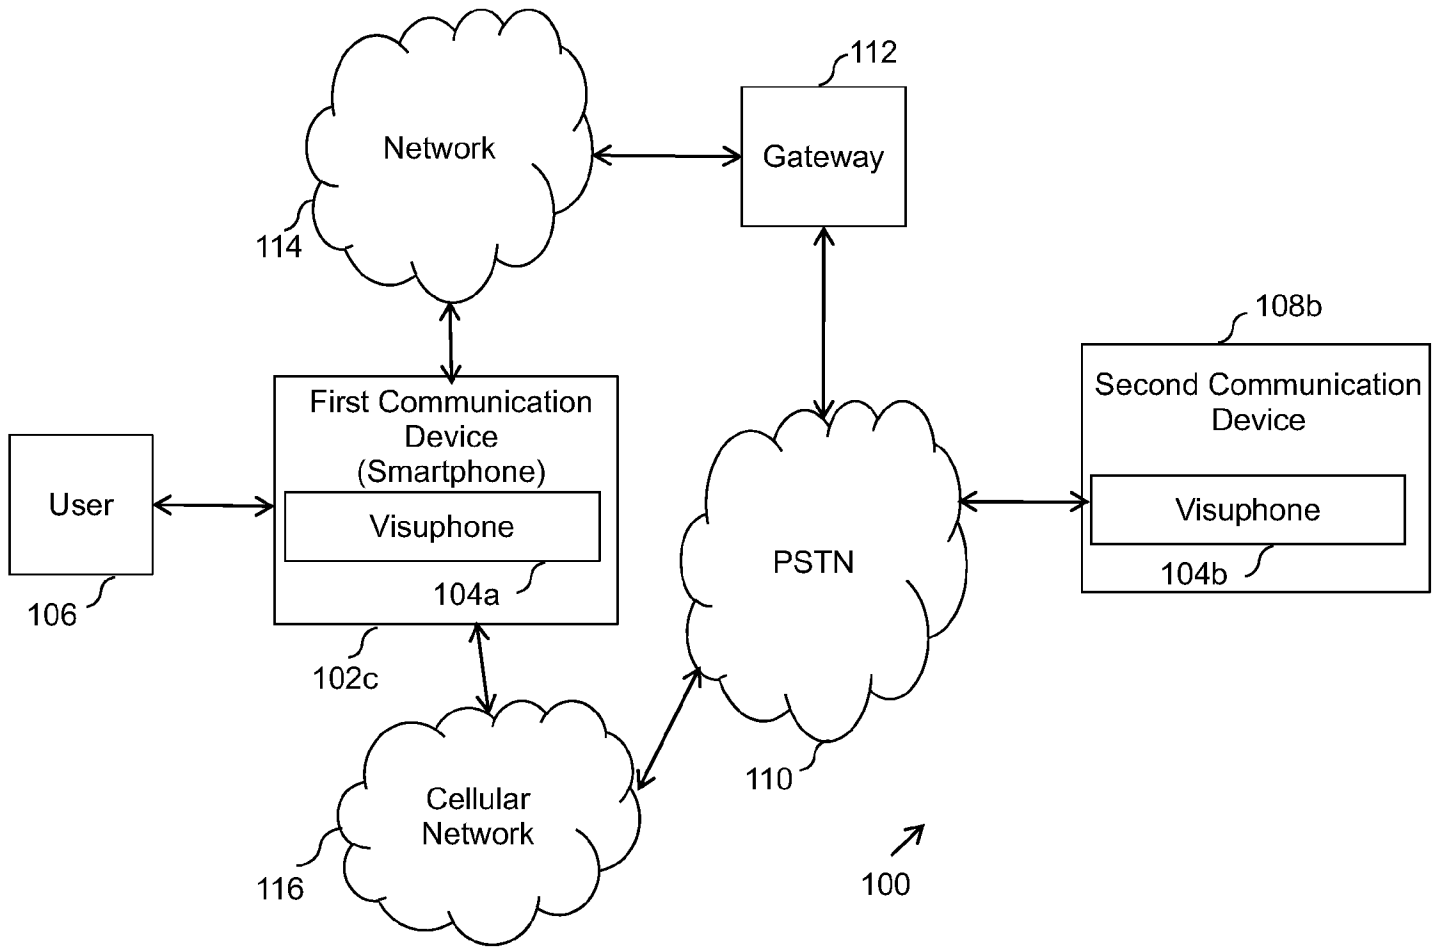 112
Network
Gateway
114
108b
First Communication
Device
(Smartphone)
Second Communication
Device
User
Visuphone
Visuphone
PSTN
104a
104b
106
102c
110
Cellular
Network
116
100